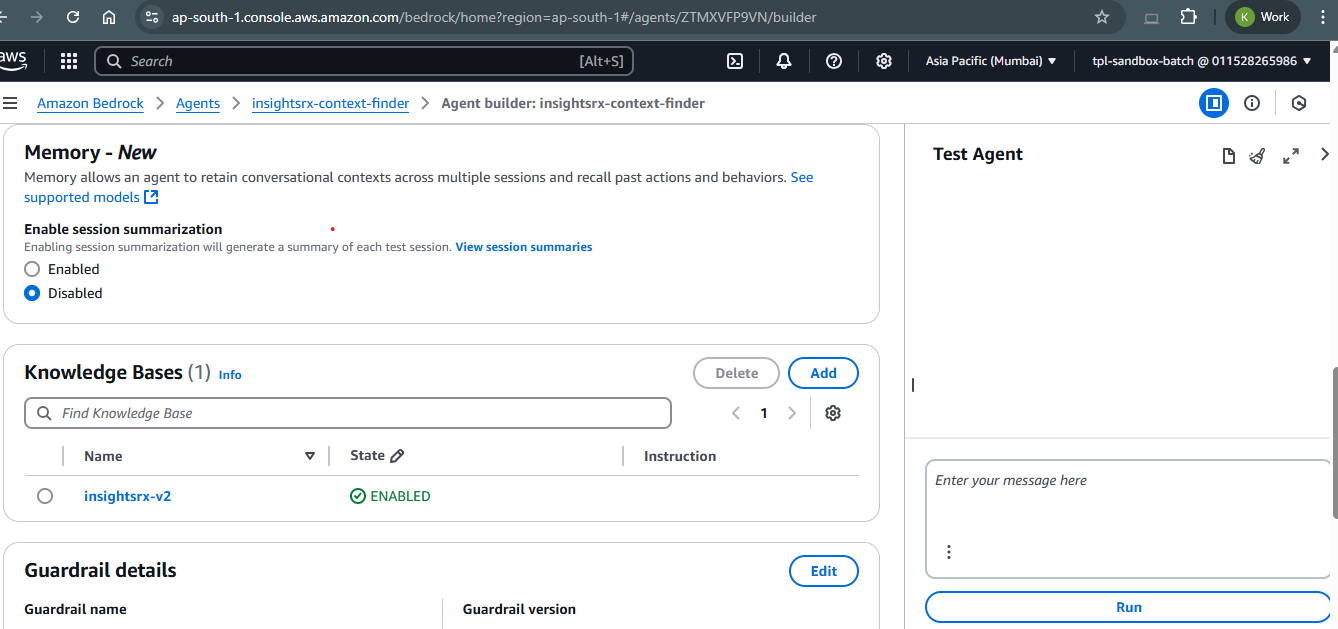 ap-south-1.console.aws.amazon.com/bedrock/home?region=ap-south-1#/agents/ZTMXVFP9VN/builder
K Work
aws
Search [Alt+S]
Asia Pacific (Mumbai) ▼
tpl-sandbox-batch @ 011528265986 ▼
Amazon Bedrock > Agents > insightsrx-context-finder > Agent builder: insightsrx-context-finder
Memory - New
Memory allows an agent to retain conversational contexts across multiple sessions and recall past actions and behaviors. See
supported models
Enable session summarization
Enabling session summarization will generate a summary of each test session. View session summaries
Enabled
Disabled
Knowledge Bases (1) Info
Delete
Add
Find Knowledge Base
1
Name
State
Instruction
insightsrx-v2
ENABLED
Guardrail details
Edit
Guardrail name
Guardrail version
Test Agent
Enter your message here
Run